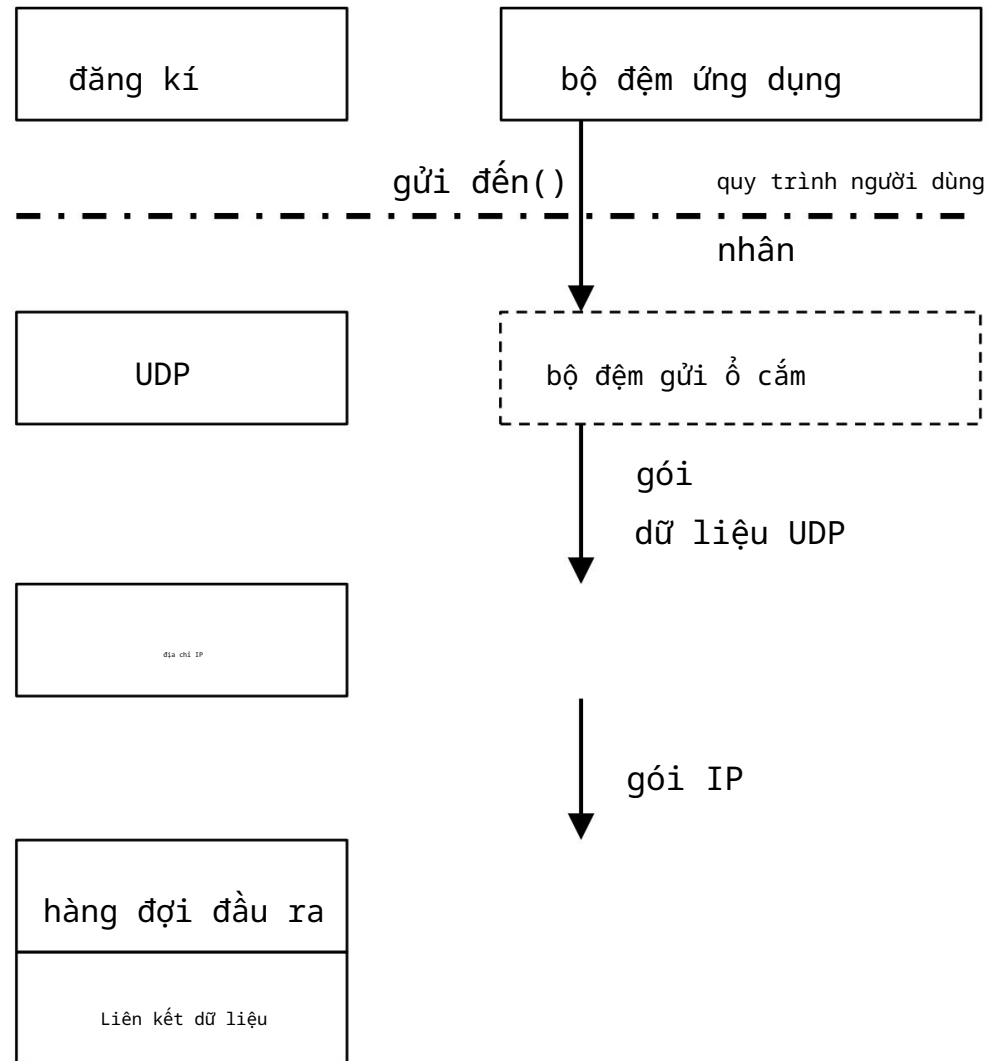 đăng kí
bộ đệm ứng dụng
gửi đến()
quy trình người dùng
nhân
UDP
bộ đệm gửi ổ cắm
gói
dữ liệu UDP
địa chỉ IP
gói IP
hàng đợi đầu ra
Liên kết dữ liệu